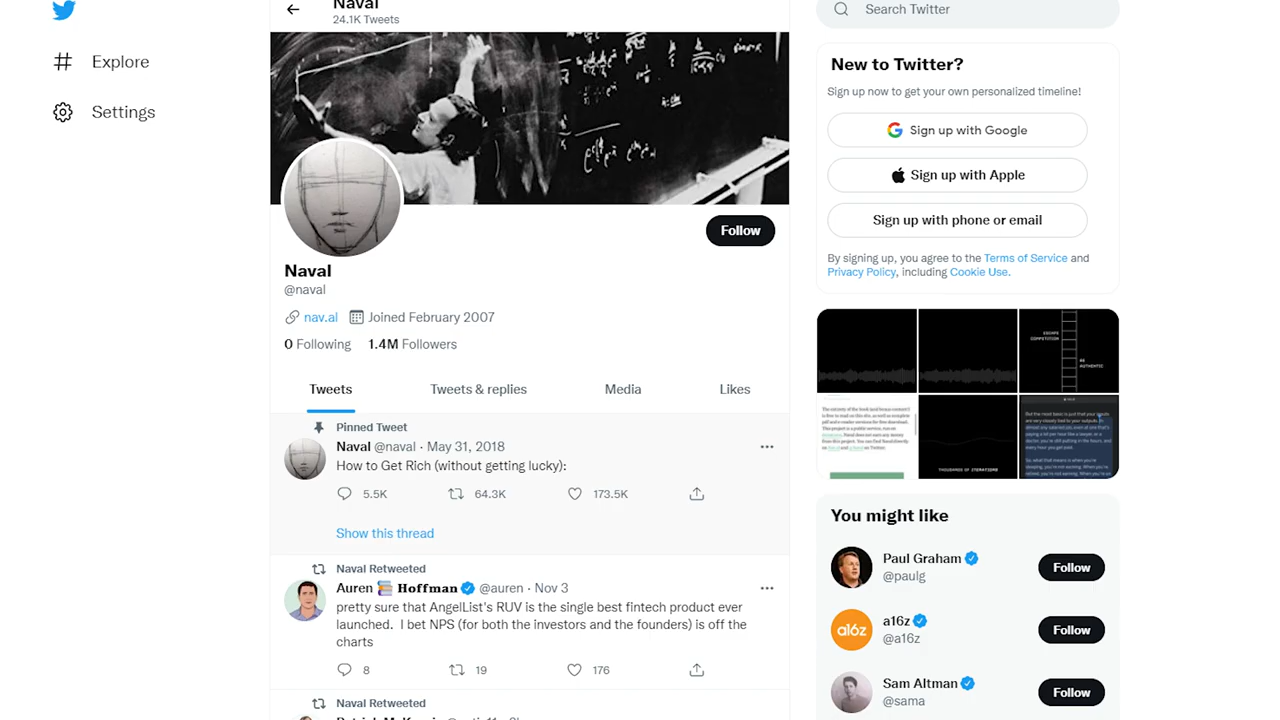 Naval
24.1K Tweets
Search Twitter
Explore
Settings
New to Twitter?
Sign up now to get your own personalized timeline!
Sign up with Google
Sign up with Apple
Sign up with phone or email
By signing up, you agree to the Terms of Service and
Privacy Policy, including Cookie Use.
Follow
Naval
@naval
nav.al Joined February 2007
0 Following 1.4M Followers
Tweets Tweets & replies Media Likes
Pinned Tweet
Naval @naval · May 31, 2018
How to Get Rich (without getting lucky):
5.5K 64.3K 173.5K
Show this thread
Naval Retweeted
Auren Hoffman @auren · Nov 3
pretty sure that AngelList's RUV is the single best fintech product ever
launched. I bet NPS (for both the investors and the founders) is off the
charts
8 19 176
Naval Retweeted
ESCAPE
COMPETITION
AUTHENTIC
THOUSANDS OF ITERATIONS
You might like
Paul Graham
@paulg
Follow
a16z
a16z
@a16z
Follow
Sam Altman
@sama
Follow